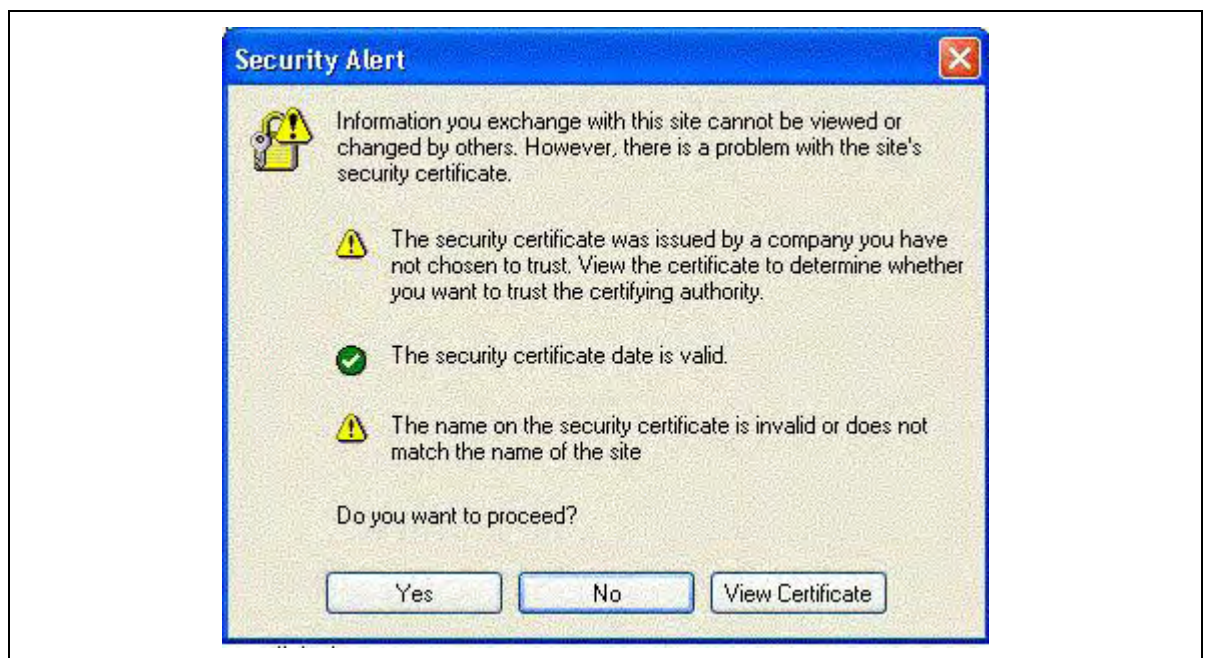 Security Alert
Information you exchange with this site cannot be viewed or
changed by others. However, there is a problem with the site's
security certificate.
The security certificate was issued by a company you have
not chosen to trust. View the certificate to determine whether
you want to trust the certifying authority.
The security certificate date is valid.
The name on the security certificate is invalid or does not
match the name of the site
Do you want to proceed?
Yes No View Certificate